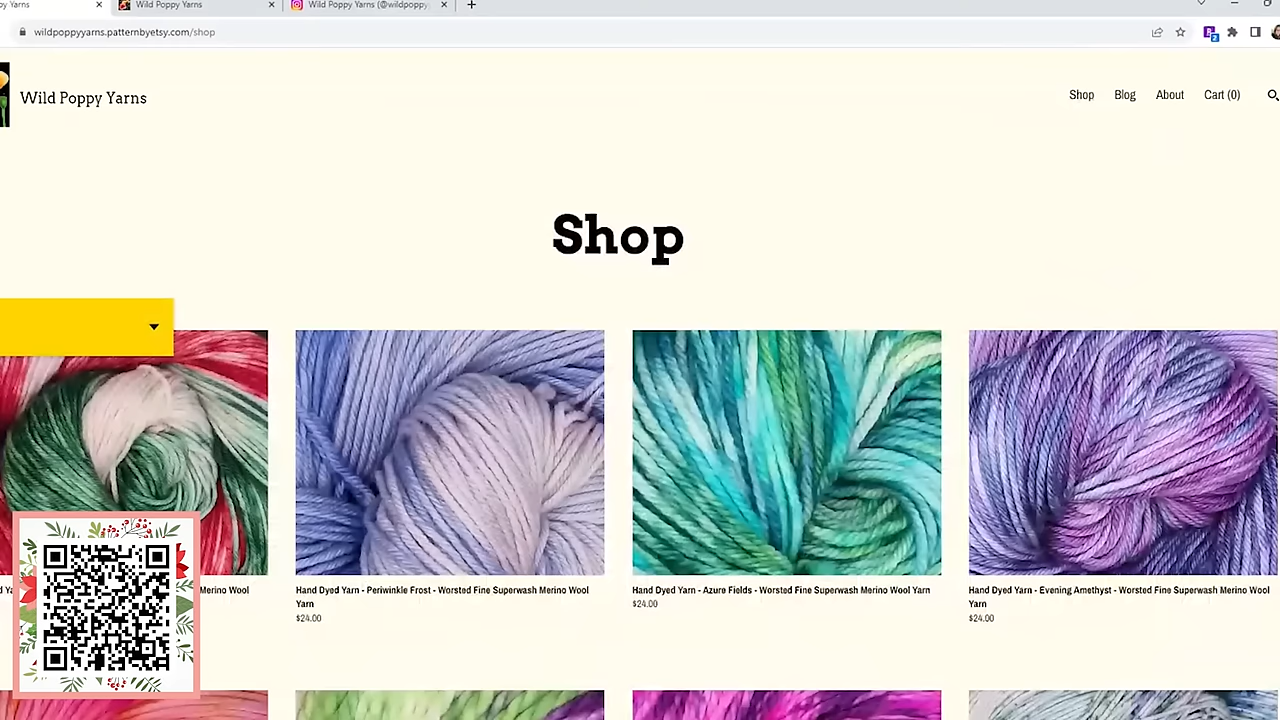 Wild Poppy Yarns
Wild Poppy Yarns (@wildpoppy
wildpoppyyarns.patternbyetsy.com/shop
Wild Poppy Yarns
Shop
Blog
About
Cart (0)
Shop
Merino Wool
Hand Dyed Yarn - Periwinkle Frost - Worsted Fine Superwash Merino Wool
Yarn
$24.00
Hand Dyed Yarn - Azure Fields - Worsted Fine Superwash Merino Wool Yarn
$24.00
Hand Dyed Yarn - Evening Amethyst - Worsted Fine Superwash Merino Wool
Yarn
$24.00